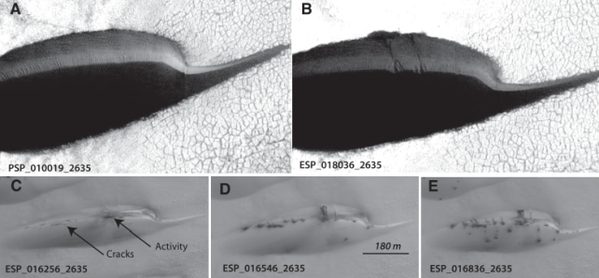 A
B
PSP_010019_2635
ESP_018036_2635
C
D
E
Activity
Cracks
180 m
ESP_016256_2635
ESP_016546_2635
ESP_016836_2635